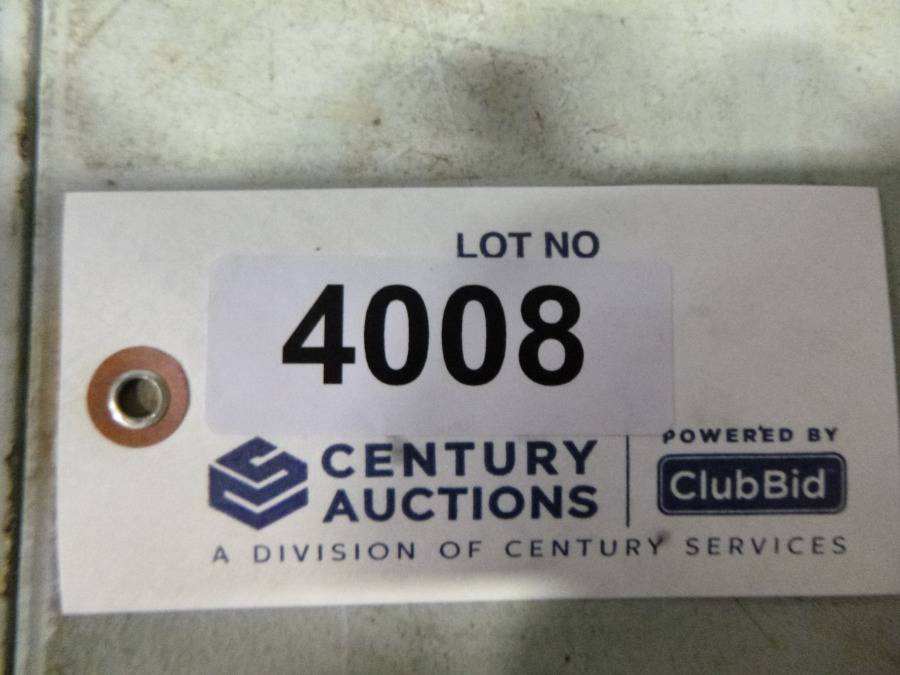 LOT NO
4008
CENTURY
AUCTIONS
POWERED BY
ClubBid
A DIVISION OF CENTURY SERVICES